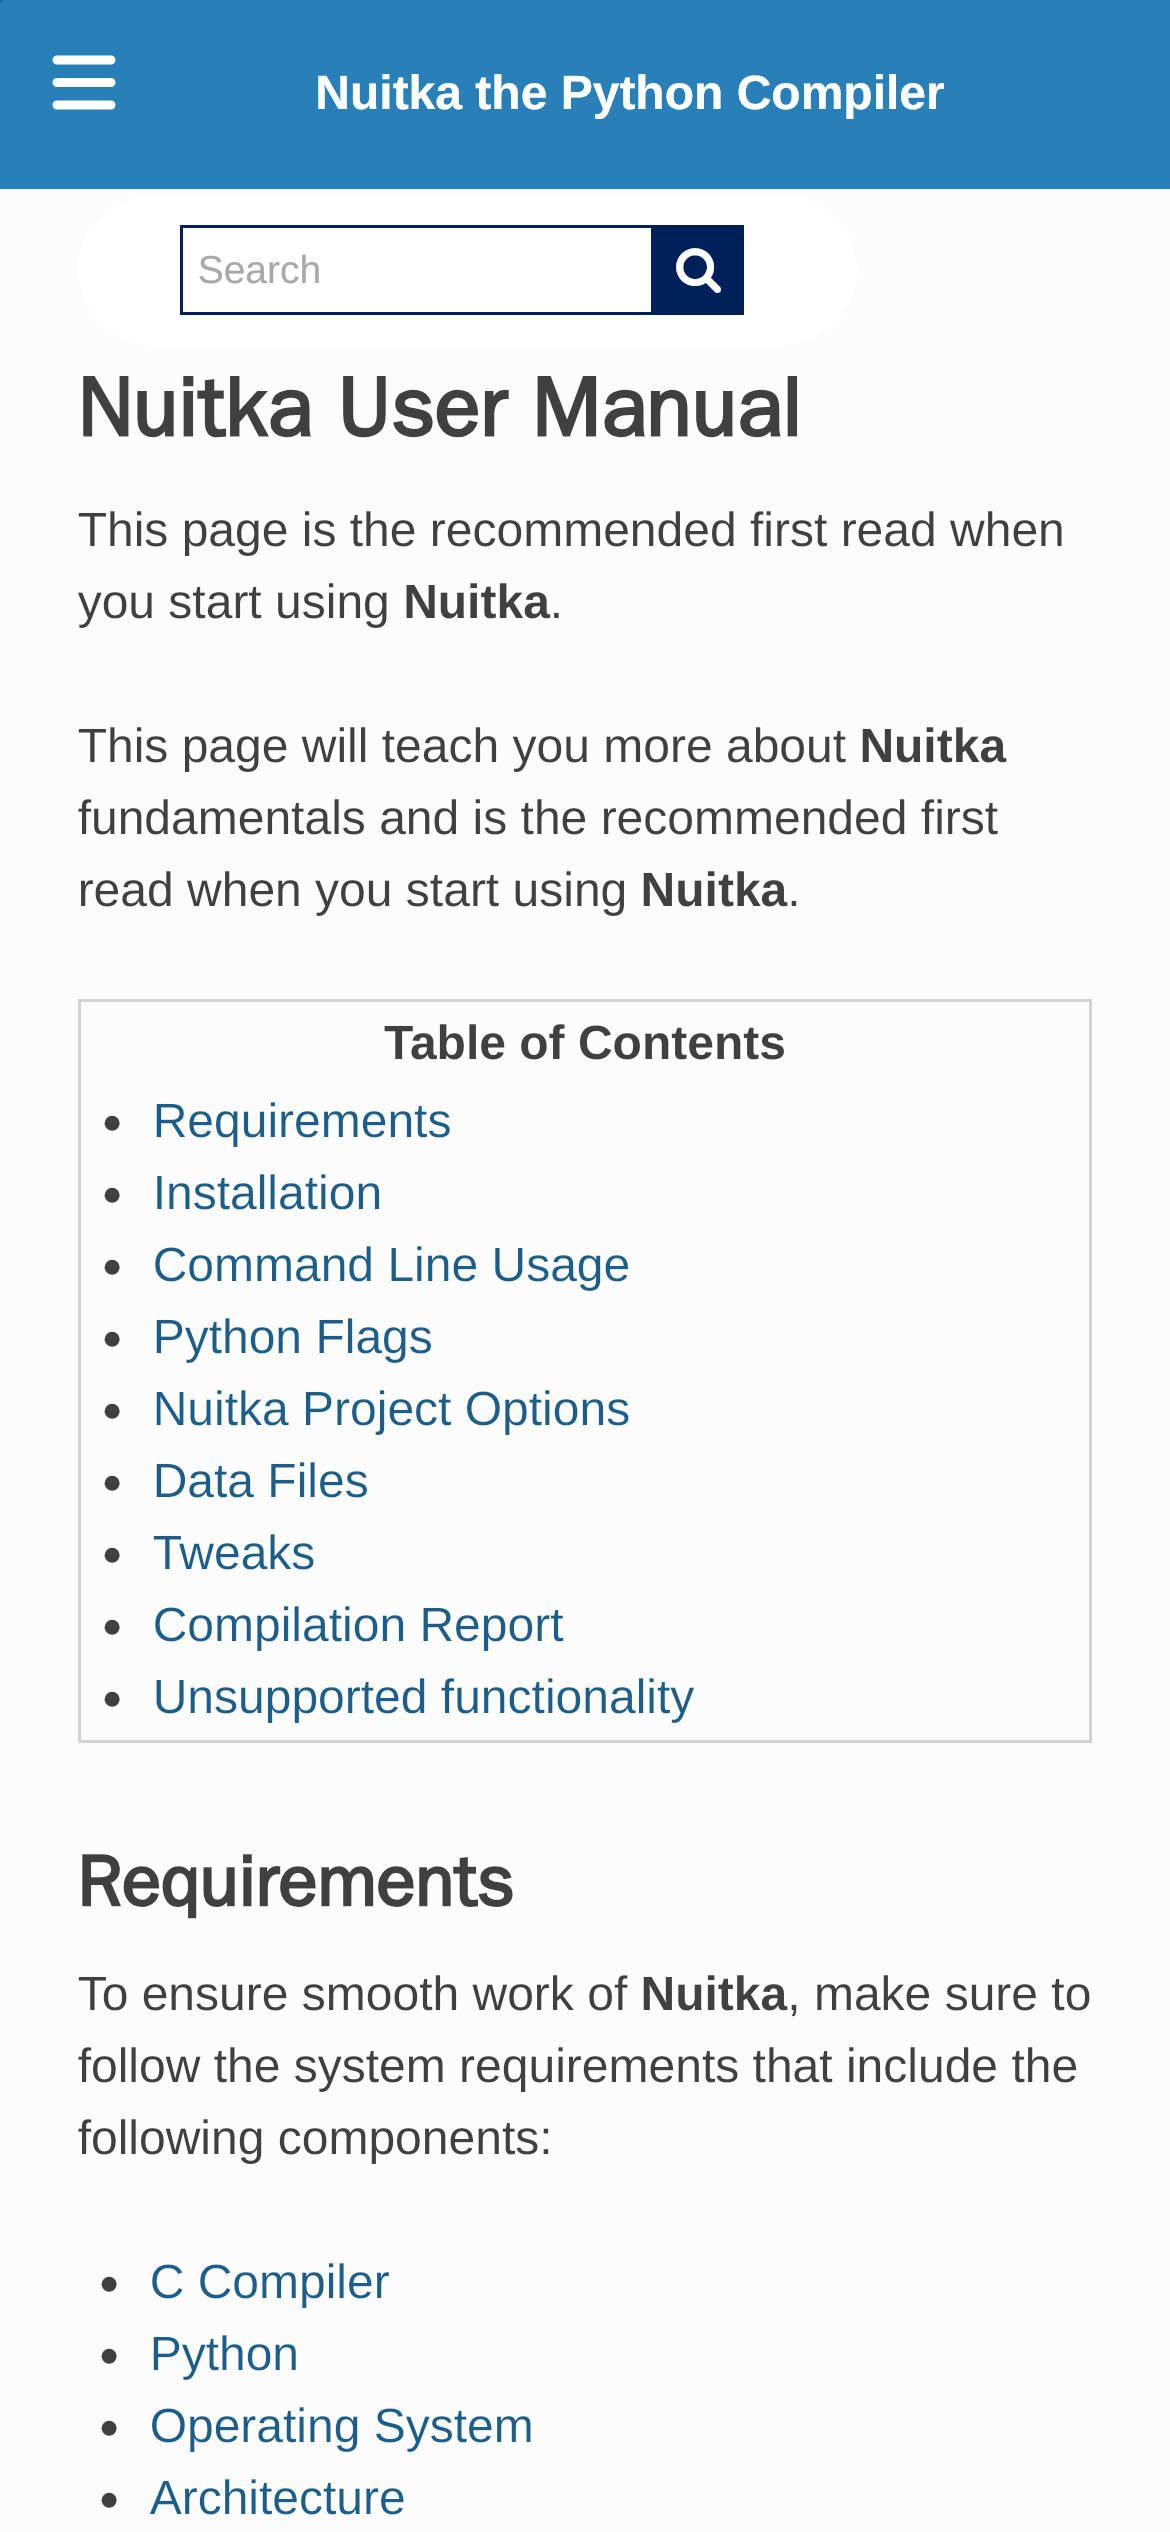 Nuitka the Python Compiler
Search
Nuitka User Manual
This page is the recommended first read when
you start using Nuitka.
This page will teach you more about Nuitka
fundamentals and is the recommended first
read when you start using Nuitka.
Table of Contents
Requirements
Installation
Command Line Usage
Python Flags
Nuitka Project Options
Data Files
Tweaks
Compilation Report
Unsupported functionality
Requirements
To ensure smooth work of Nuitka, make sure to
follow the system requirements that include the
following components:
C Compiler
Python
Operating System
Architecture